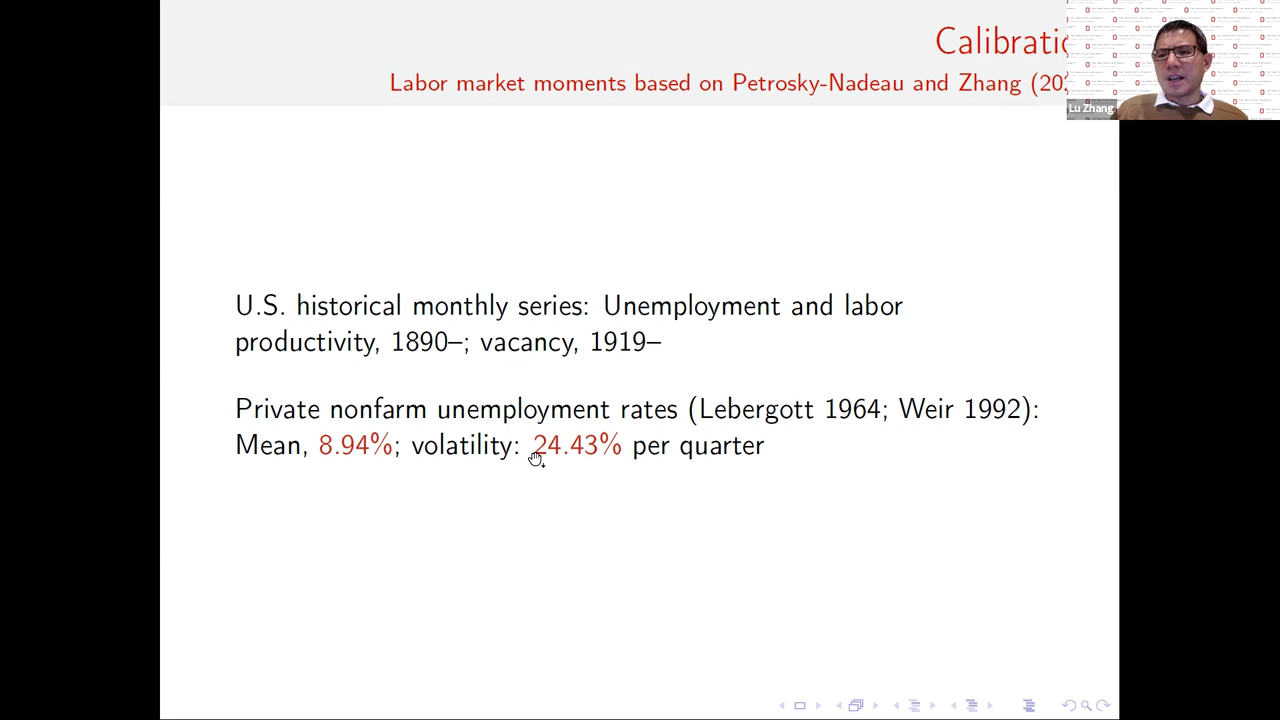 Calibratio
Labor market moments based on Petrosky-Nadeau and Zhang (20
Lu Zhang
U.S. historical monthly series: Unemployment and labor
productivity, 1890–; vacancy, 1919–
Private nonfarm unemployment rates (Lebergott 1964; Weir 1992):
Mean, 8.94%; volatility: 24.43% per quarter